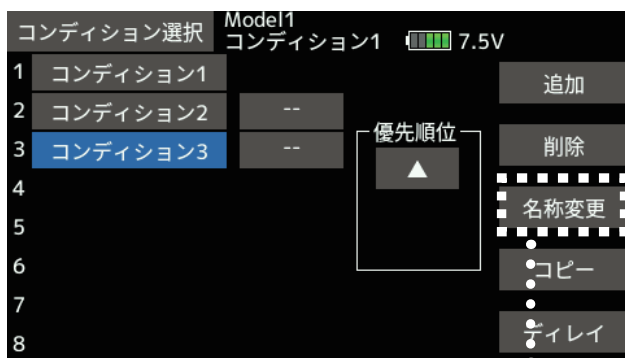 コンディション選択
Model1
コンディション1 7.5V
1 コンディション1
追加
2 コンディション2 --
優先順位
3 コンディション3 --
▲
削除
4
名称変更
5
6
コピー
7
ディレイ
8